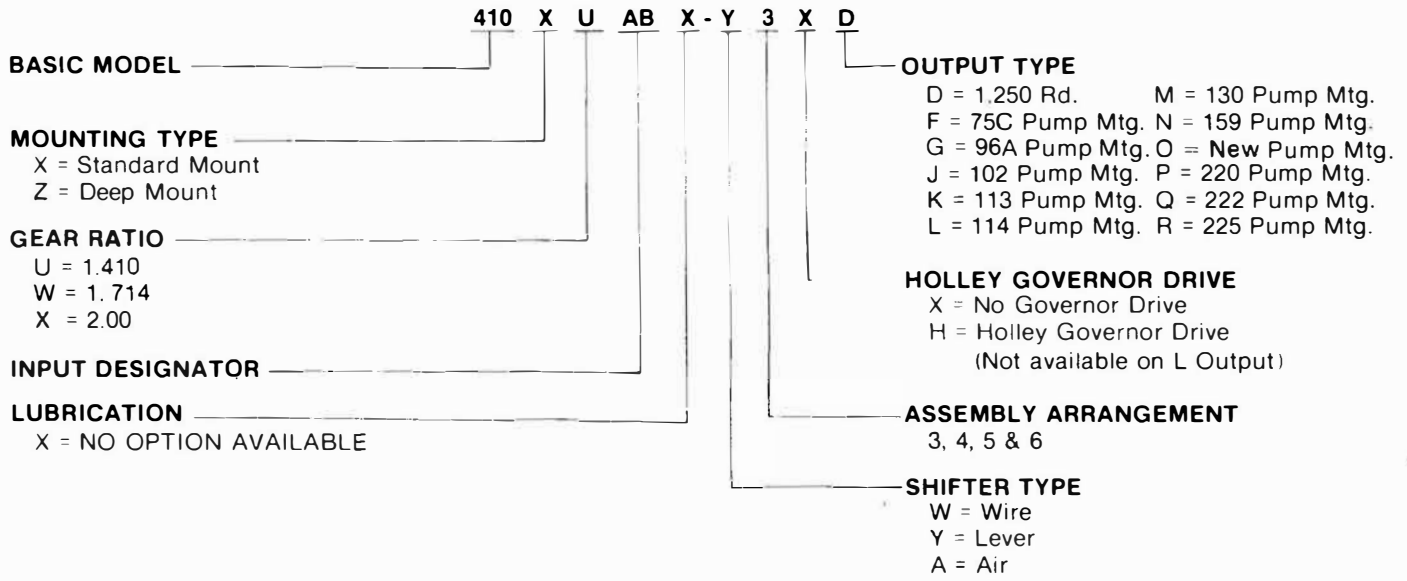 410 X U AB X - Y 3 X D
BASIC MODEL
MOUNTING TYPE
X = Standard Mount
Z = Deep Mount
GEAR RATIO
U = 1.410
W = 1.714
X = 2.00
INPUT DESIGNATOR
LUBRICATION
X = NO OPTION AVAILABLE
OUTPUT TYPE
D = 1.250 Rd. M = 130 Pump Mtg.
F = 75C Pump Mtg. N = 159 Pump Mtg.
G = 96A Pump Mtg. O = New Pump Mtg.
J = 102 Pump Mtg. P = 220 Pump Mtg.
K = 113 Pump Mtg. Q = 222 Pump Mtg.
L = 114 Pump Mtg. R = 225 Pump Mtg.
HOLLEY GOVERNOR DRIVE
X = No Governor Drive
H = Holley Governor Drive
(Not available on L Output)
ASSEMBLY ARRANGEMENT
3, 4, 5 & 6
SHIFTER TYPE
W = Wire
Y = Lever
A = Air